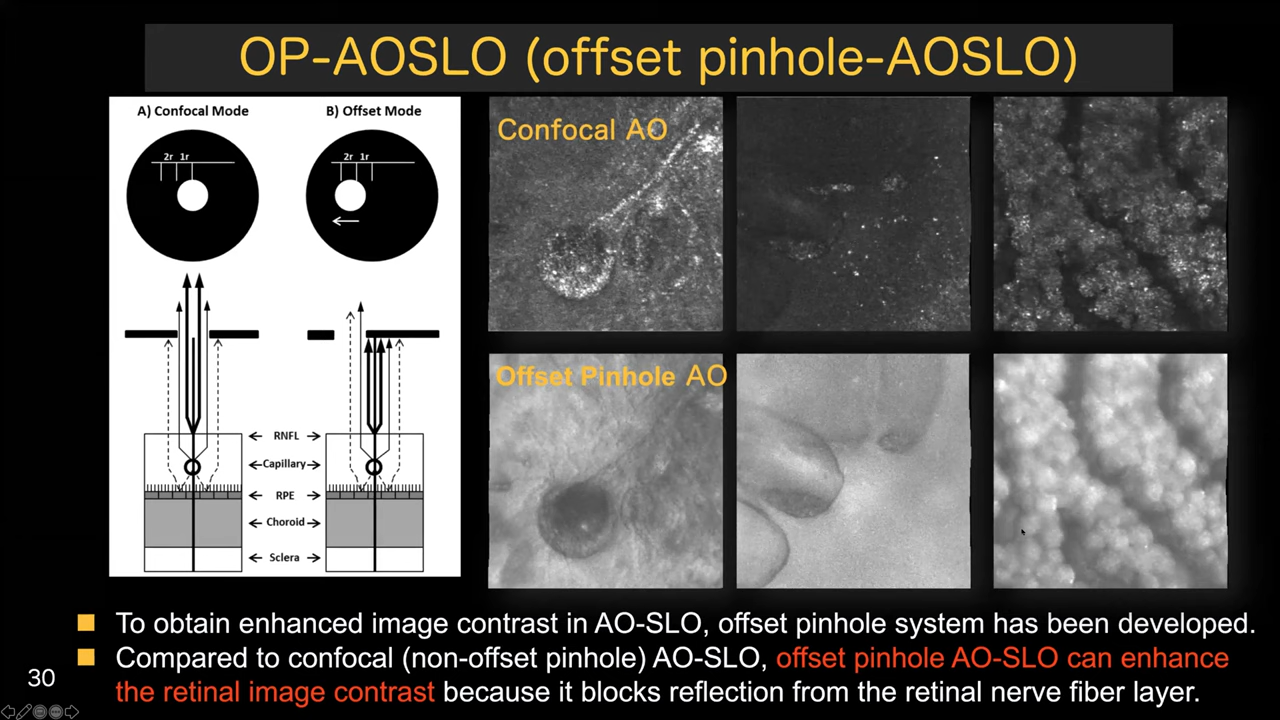 OP-AOSLO (offset pinhole-AOSLO)
A) Confocal Mode
B) Offset Mode
2r 1r
2r 1r
RNFL
Capillary
RPE
Choroid
Sclera
Confocal AO
Offset Pinhole AO
To obtain enhanced image contrast in AO-SLO, offset pinhole system has been developed.
Compared to confocal (non-offset pinhole) AO-SLO, offset pinhole AO-SLO can enhance
the retinal image contrast because it blocks reflection from the retinal nerve fiber layer.
30